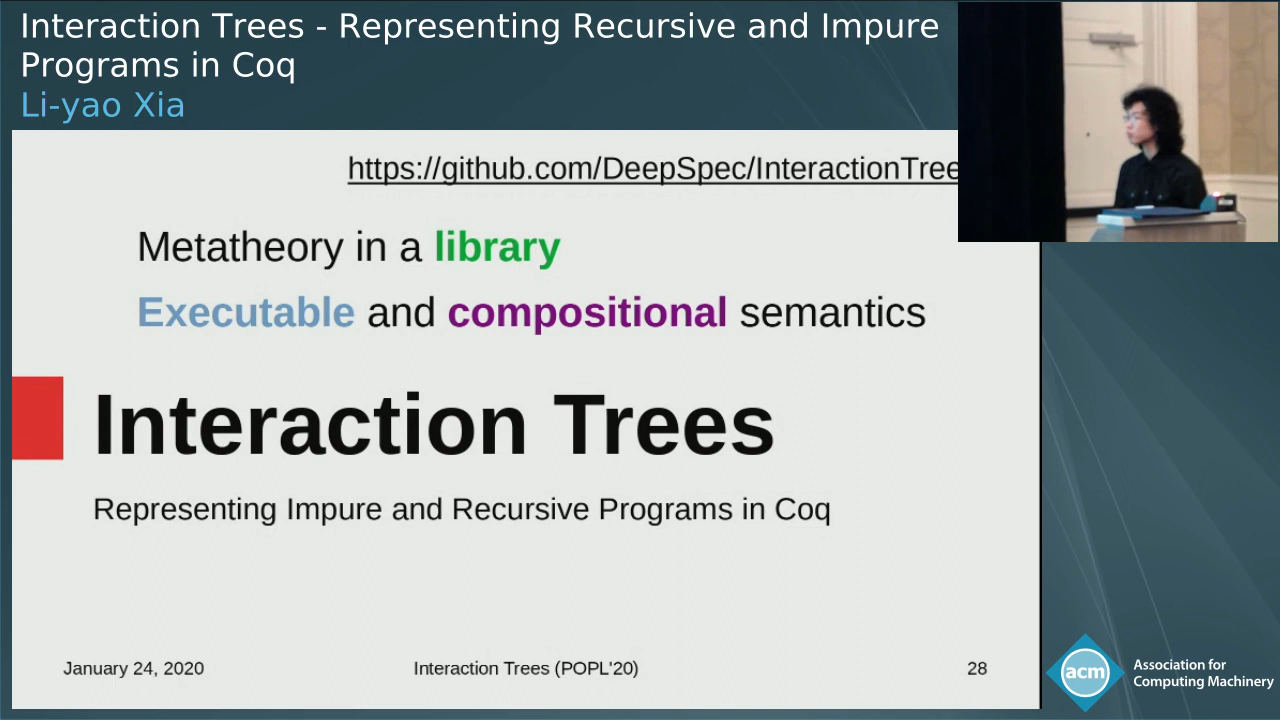 Interaction Trees - Representing Recursive and Impure
Programs in Coq
Li-yao Xia
https://github.com/DeepSpec/InteractionTree
Metatheory in a library
Executable and compositional semantics
Interaction Trees
Representing Impure and Recursive Programs in Coq
January 24, 2020
Interaction Trees (POPL'20)
28
acm
Association for
Computing Machinery